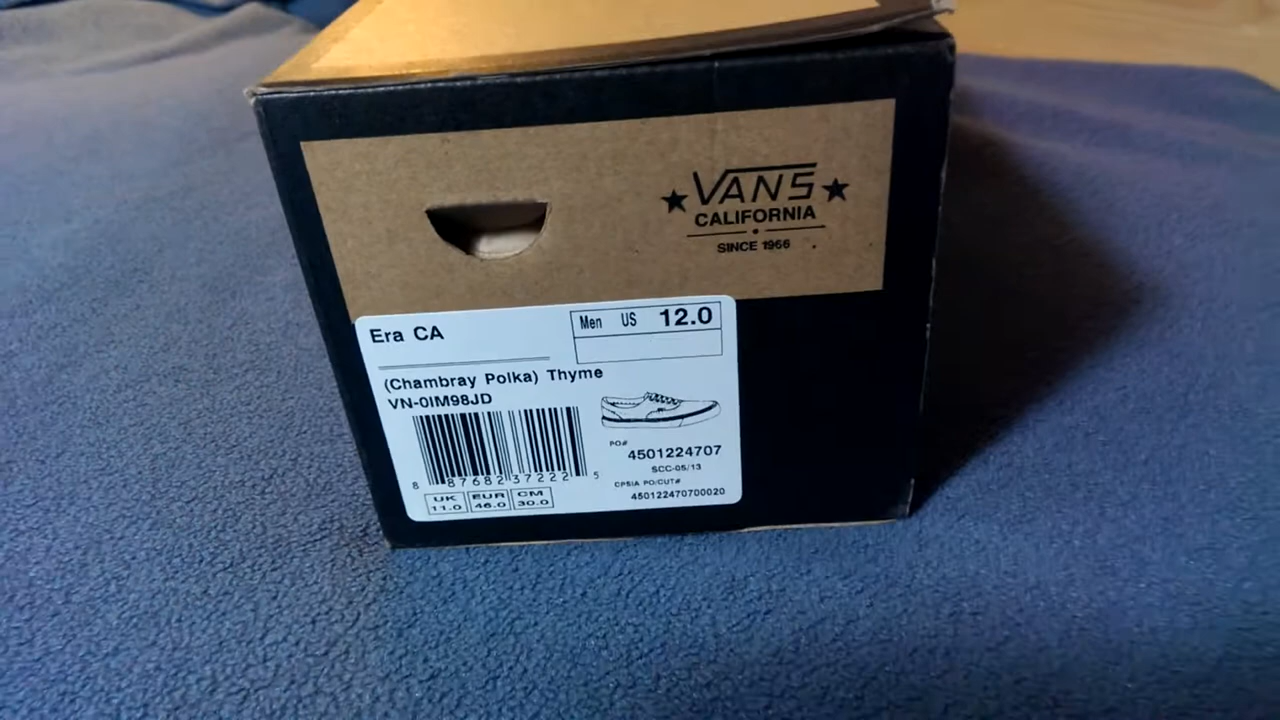 VANS
CALIFORNIA
SINCE 1966
Era CA
Men US 12.0
(Chambray Polka) Thyme
VN-0IM98JD
PO#
4501224707
SCC-05/13
CPSIA PO/CUT#
450122470700020
8 87682 37222 5
UK EUR CM
11.0 46.0 30.0